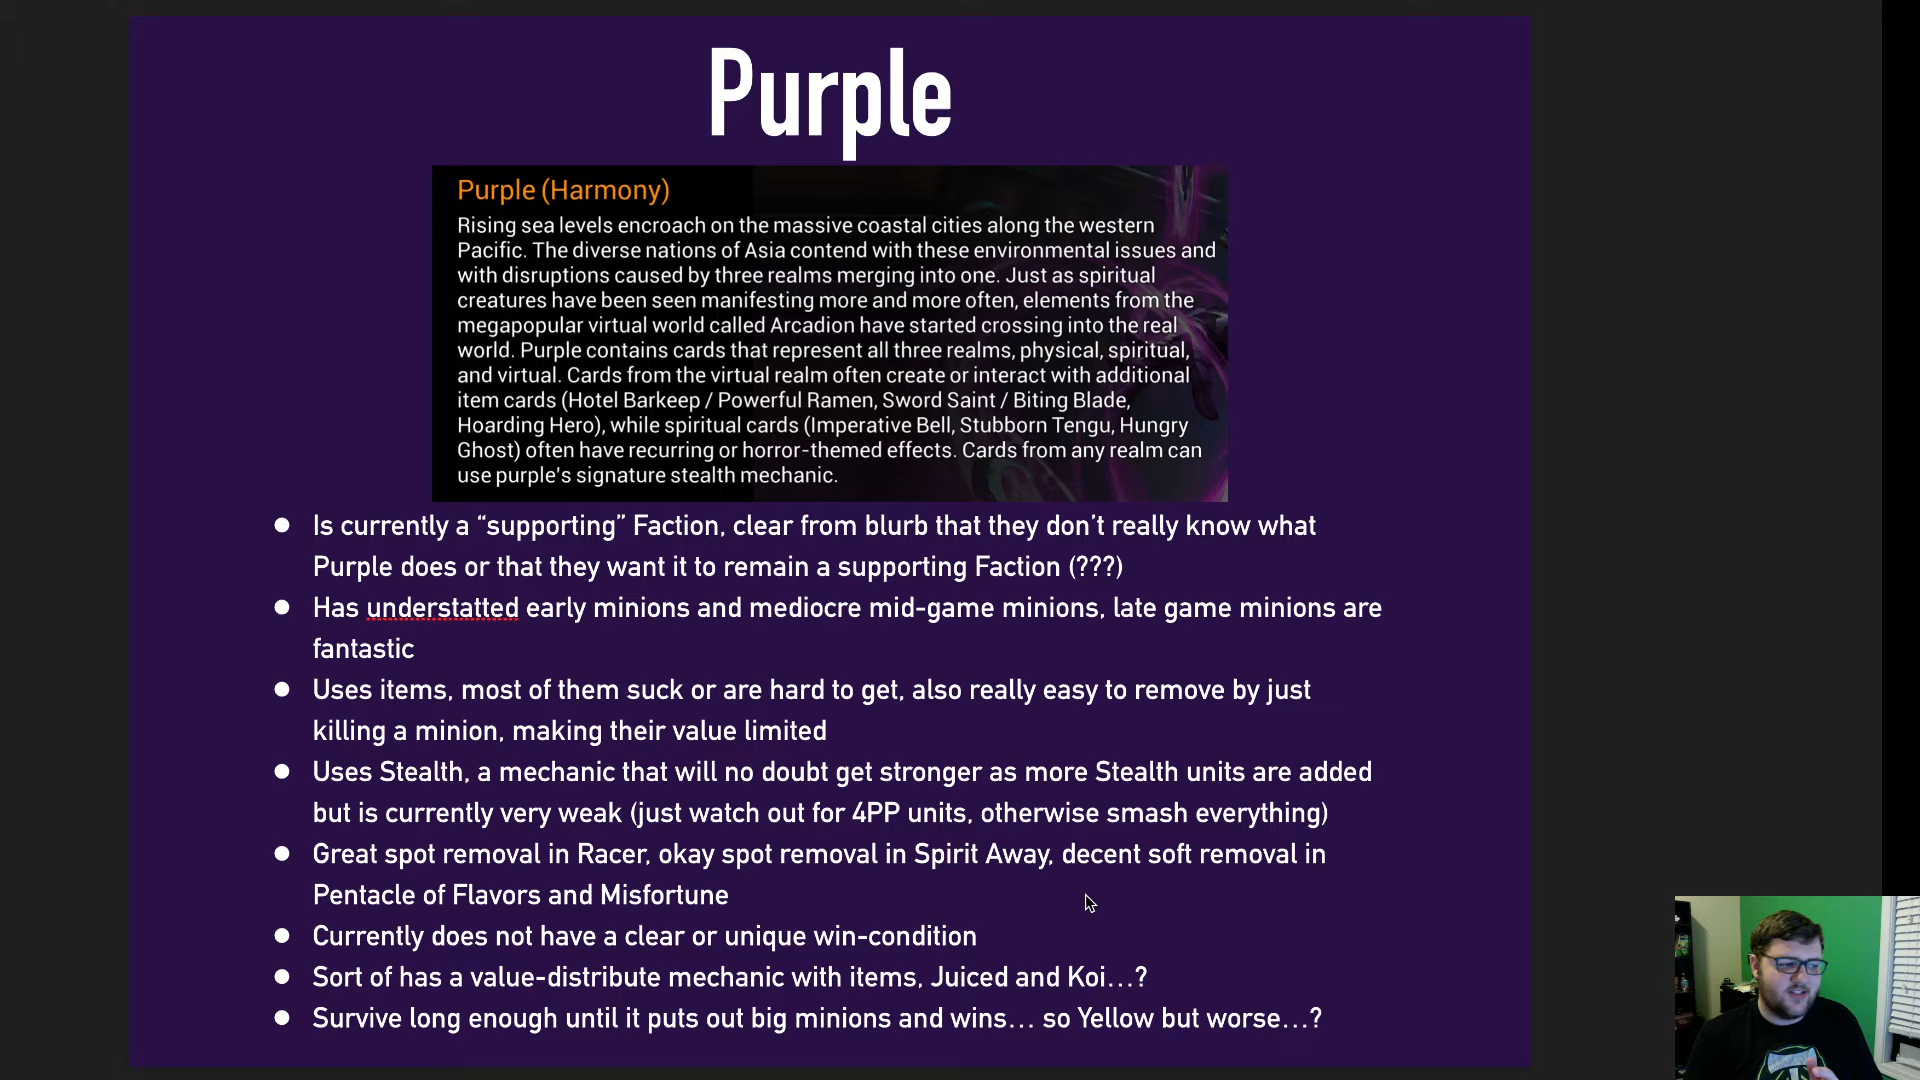 Purple
Purple (Harmony)
Rising sea levels encroach on the massive coastal cities along the western
Pacific. The diverse nations of Asia contend with these environmental issues and
with disruptions caused by three realms merging into one. Just as spiritual
creatures have been seen manifesting more and more often, elements from the
megapopular virtual world called Arcadion have started crossing into the real
world. Purple contains cards that represent all three realms, physical, spiritual,
and virtual. Cards from the virtual realm often create or interact with additional
item cards (Hotel Barkeep / Powerful Ramen, Sword Saint / Biting Blade,
Hoarding Hero), while spiritual cards (Imperative Bell, Stubborn Tengu, Hungry
Ghost) often have recurring or horror-themed effects. Cards from any realm can
use purple's signature stealth mechanic.
● Is currently a “supporting” Faction, clear from blurb that they don’t really know what
Purple does or that they want it to remain a supporting Faction (???)
● Has understatted early minions and mediocre mid-game minions, late game minions are
fantastic
● Uses items, most of them suck or are hard to get, also really easy to remove by just
killing a minion, making their value limited
● Uses Stealth, a mechanic that will no doubt get stronger as more Stealth units are added
but is currently very weak (just watch out for 4PP units, otherwise smash everything)
● Great spot removal in Racer, okay spot removal in Spirit Away, decent soft removal in
Pentacle of Flavors and Misfortune
● Currently does not have a clear or unique win-condition
● Sort of has a value-distribute mechanic with items, Juiced and Koi…?
● Survive long enough until it puts out big minions and wins… so Yellow but worse…?